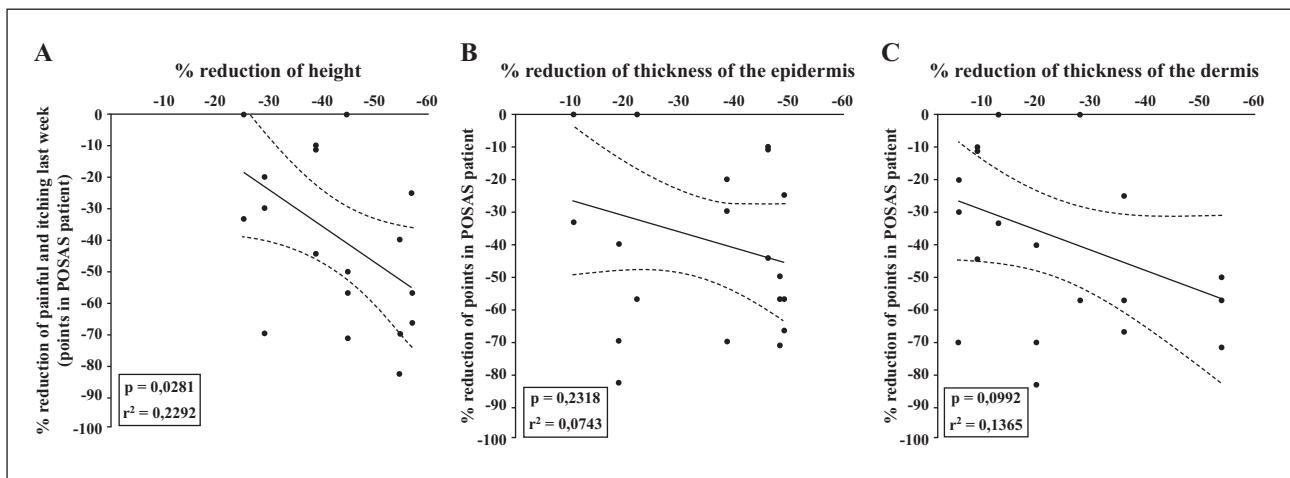 A
% reduction of height
-10 -20 -30 -40 -50 -60
0
-10
-20
-30
-40
-50
-60
-70
-80
-90
-100
% reduction of painful and itching last week
(points in POSAS patient)
p = 0,0281
r² = 0,2292
B
% reduction of thickness of the epidermis
-10 -20 -30 -40 -50 -60
0
-10
-20
-30
-40
-50
-60
-70
-80
-90
-100
% reduction of points in POSAS patient
p = 0,2318
r² = 0,0743
C
% reduction of thickness of the dermis
-10 -20 -30 -40 -50 -60
0
-10
-20
-30
-40
-50
-60
-70
-80
-90
-100
% reduction of points in POSAS patient
p = 0,0992
r² = 0,1365